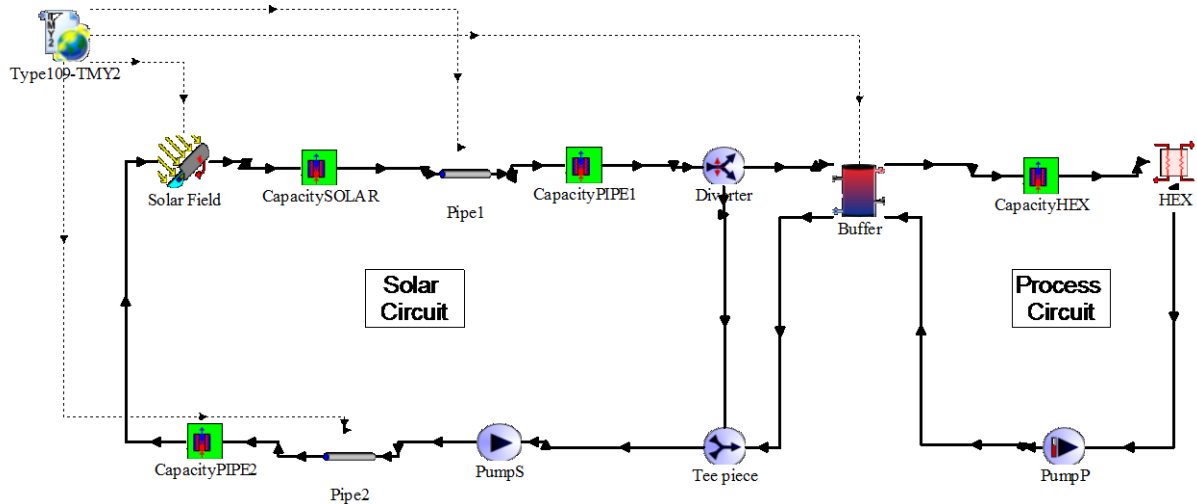 TMY2
Type109-TMY2
Solar Field
CapacitySOLAR
Pipe1
CapacityPIPE1
Diverter
Buffer
CapacityHEX
HEX
Solar
Circuit
Process
Circuit
CapacityPIPE2
Pipe2
PumpS
Tee piece
PumpP